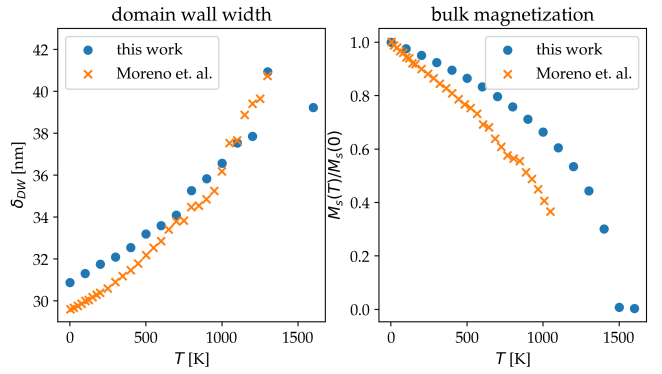 domain wall width
this work
Moreno et. al.
42
40
38
36
34
32
30
δ_DW [nm]
0
500
1000
1500
T [K]
bulk magnetization
this work
Moreno et. al.
1.0
0.8
0.6
0.4
0.2
0.0
M_s(T)/M_s(0)
0
500
1000
1500
T [K]